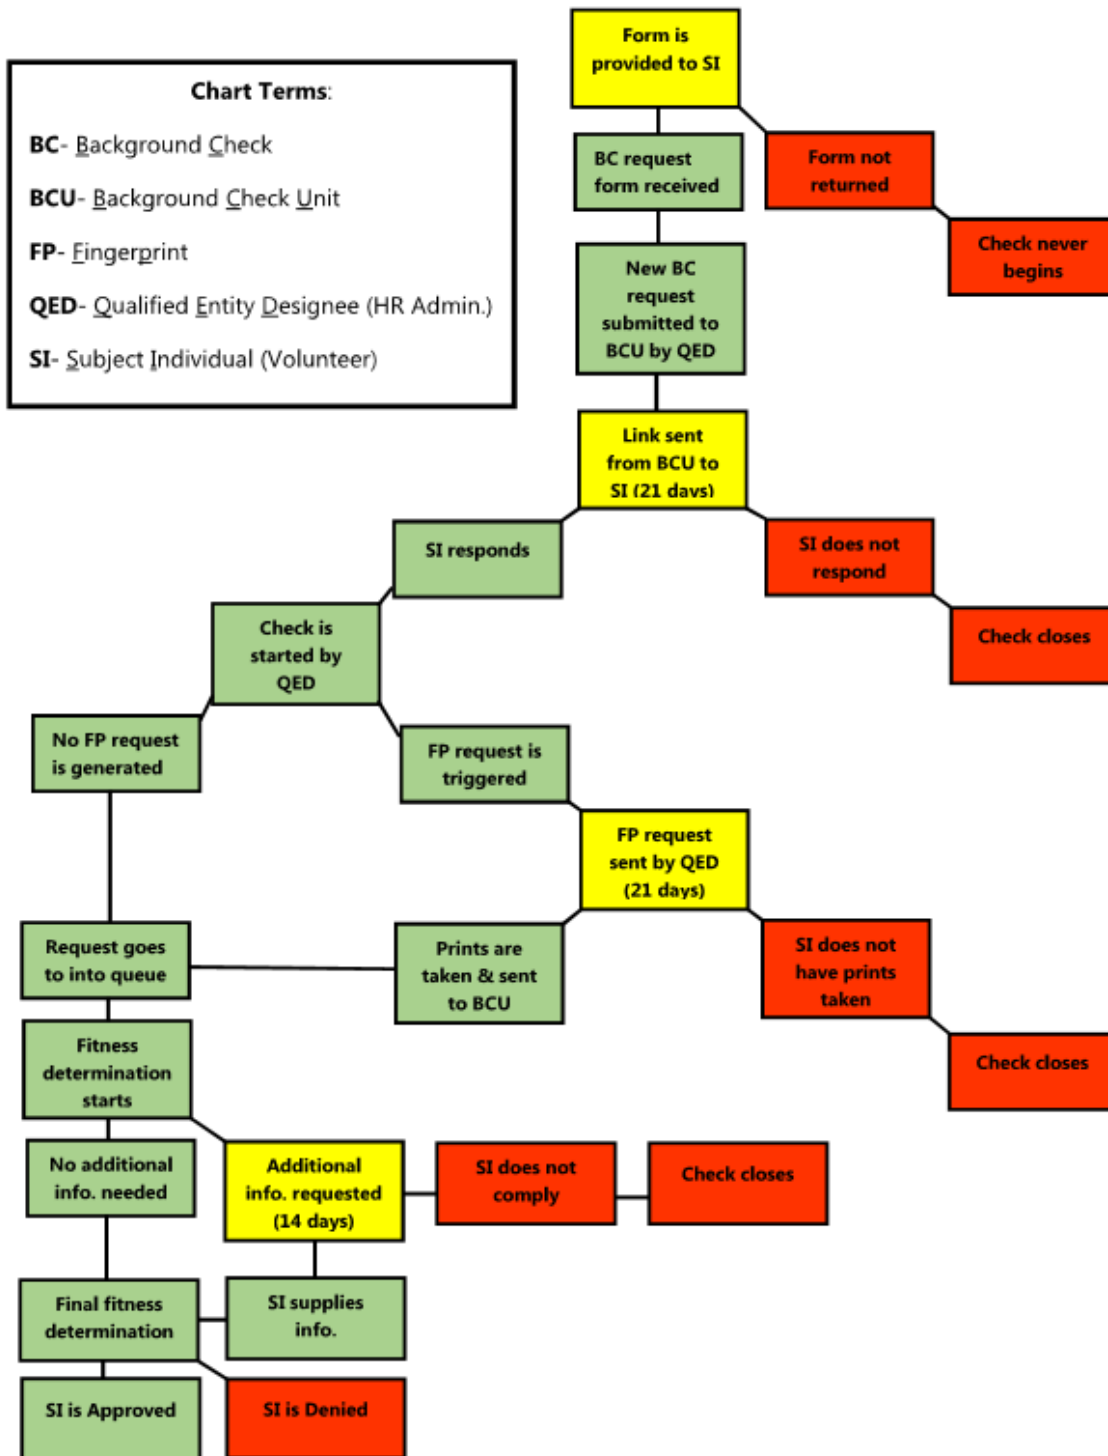 Form is
provided to SI
Chart Terms:
BC- Background Check
BCU- Background Check Unit
FP- Fingerprint
QED- Qualified Entity Designee (HR Admin.)
SI- Subject Individual (Volunteer)
BC request
form received
Form not
returned
Check never
begins
New BC
request
submitted to
BCU by QED
Link sent
from BCU to
SI (21 days)
SI responds
SI does not
respond
Check closes
Check is
started by
QED
No FP request
is generated
FP request is
triggered
FP request
sent by QED
(21 days)
Request goes
to into queue
Prints are
taken & sent
to BCU
SI does not
have prints
taken
Check closes
Fitness
determination
starts
No additional
info. needed
Additional
info. requested
(14 days)
SI does not
comply
Check closes
Final fitness
determination
SI supplies
info.
SI is Approved
SI is Denied